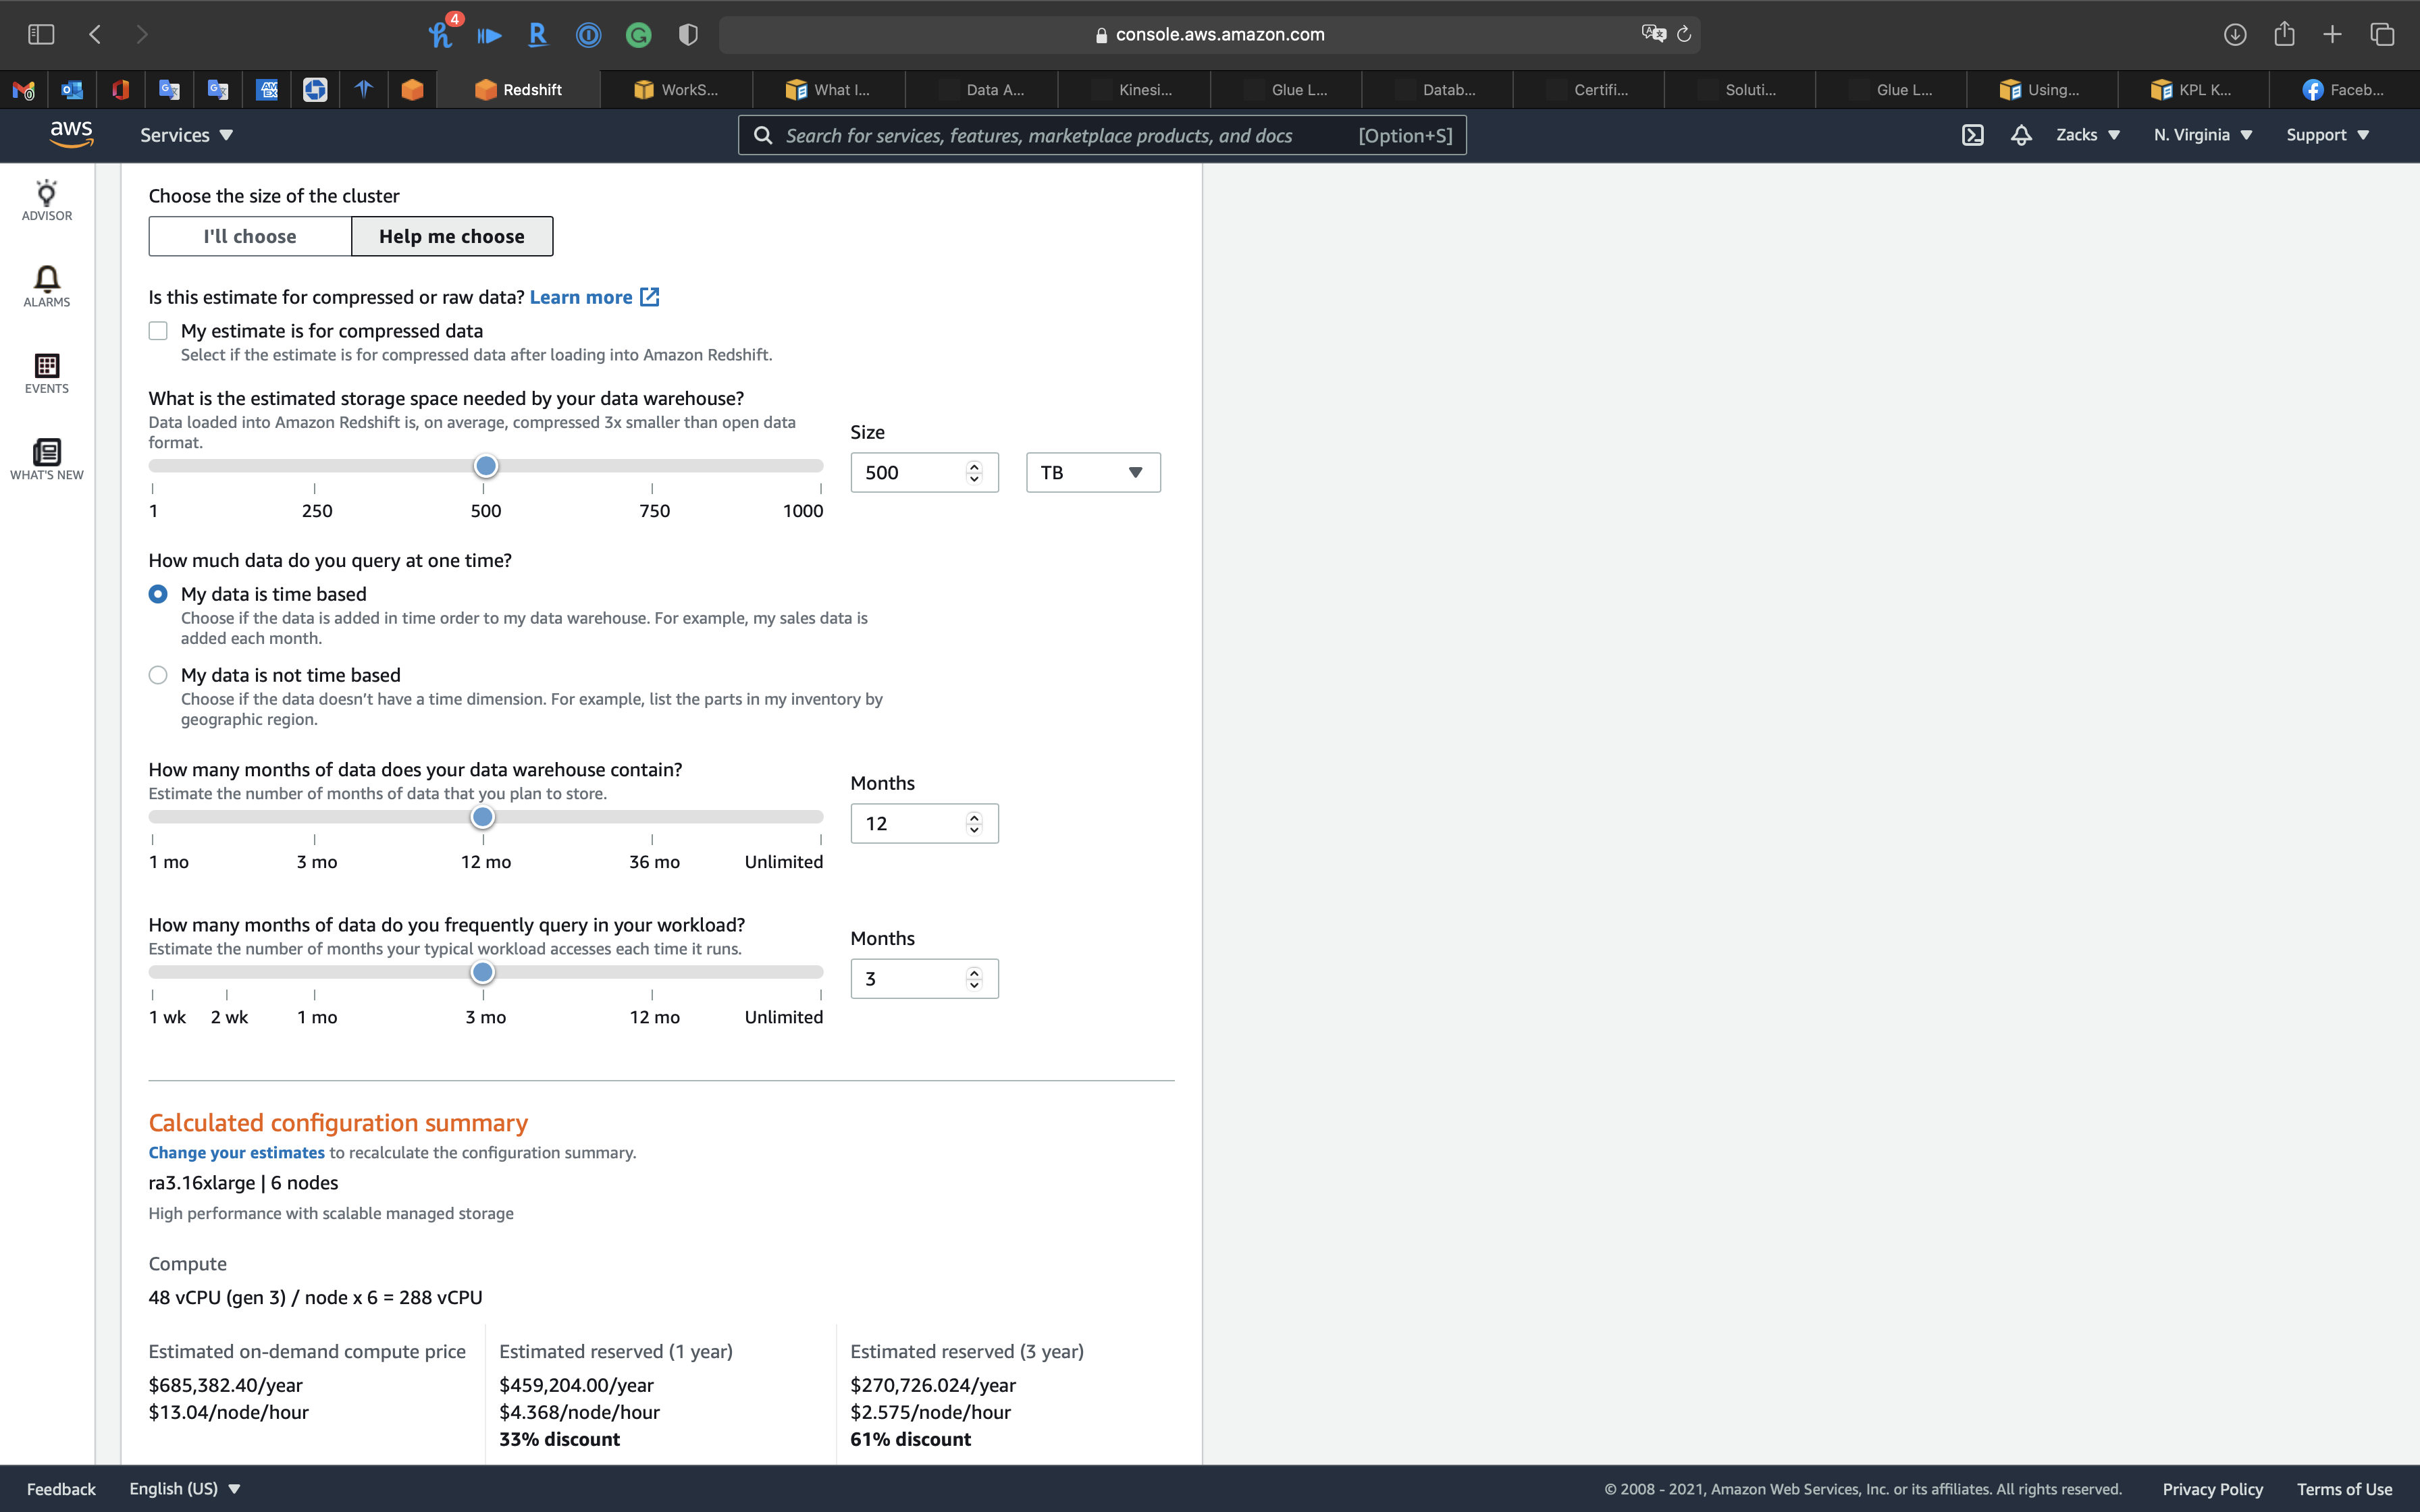 4
console.aws.amazon.com
Redshift
WorkS...
What I...
Data A...
Kinesi...
Glue L...
Datab...
Certifi...
Soluti...
Glue L...
Using...
KPL K...
Faceb...
aws
Services
Search for services, features, marketplace products, and docs
[Option+S]
Zacks
N. Virginia
Support
ADVISOR
ALARMS
EVENTS
WHAT'S NEW
Choose the size of the cluster
I'll choose
Help me choose
Is this estimate for compressed or raw data? Learn more
My estimate is for compressed data
Select if the estimate is for compressed data after loading into Amazon Redshift.
What is the estimated storage space needed by your data warehouse?
Data loaded into Amazon Redshift is, on average, compressed 3x smaller than open data
format.
Size
500
TB
1 250 500 750 1000
How much data do you query at one time?
My data is time based
Choose if the data is added in time order to my data warehouse. For example, my sales data is
added each month.
My data is not time based
Choose if the data doesn't have a time dimension. For example, list the parts in my inventory by
geographic region.
How many months of data does your data warehouse contain?
Estimate the number of months of data that you plan to store.
Months
12
1 mo 3 mo 12 mo 36 mo Unlimited
How many months of data do you frequently query in your workload?
Estimate the number of months your typical workload accesses each time it runs.
Months
3
1 wk 2 wk 1 mo 3 mo 12 mo Unlimited
Calculated configuration summary
Change your estimates to recalculate the configuration summary.
ra3.16xlarge | 6 nodes
High performance with scalable managed storage
Compute
48 vCPU (gen 3) / node x 6 = 288 vCPU
Estimated on-demand compute price
$685,382.40/year
$13.04/node/hour
Estimated reserved (1 year)
$459,204.00/year
$4.368/node/hour
33% discount
Estimated reserved (3 year)
$270,726.024/year
$2.575/node/hour
61% discount
Feedback
English (US)
© 2008 - 2021, Amazon Web Services, Inc. or its affiliates. All rights reserved.
Privacy Policy
Terms of Use